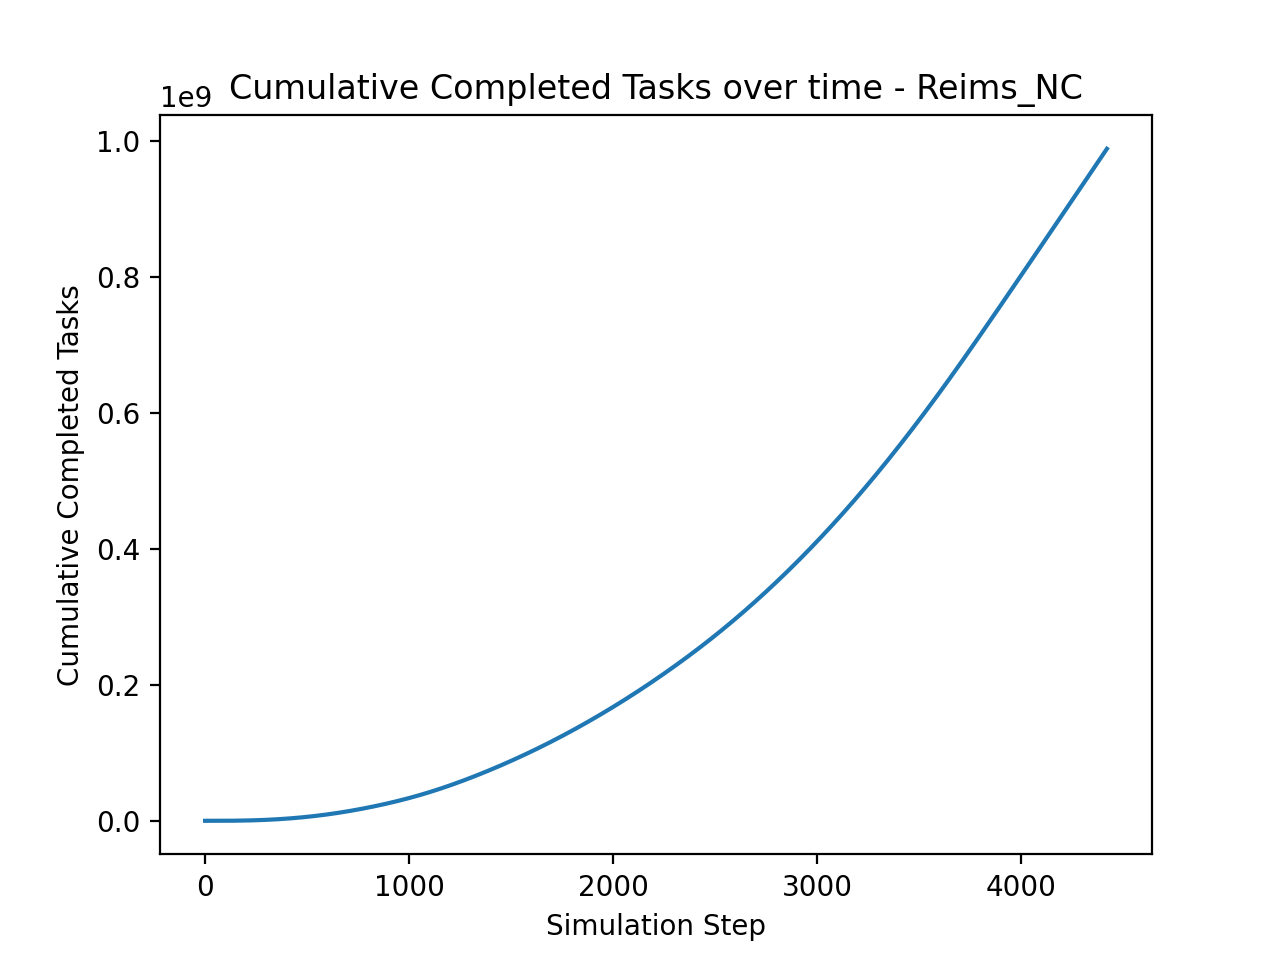 Cumulative Completed Tasks over time - Reims_NC
1e9
1.0
0.8
0.6
0.4
0.2
0.0
Cumulative Completed Tasks
0 1000 2000 3000 4000
Simulation Step